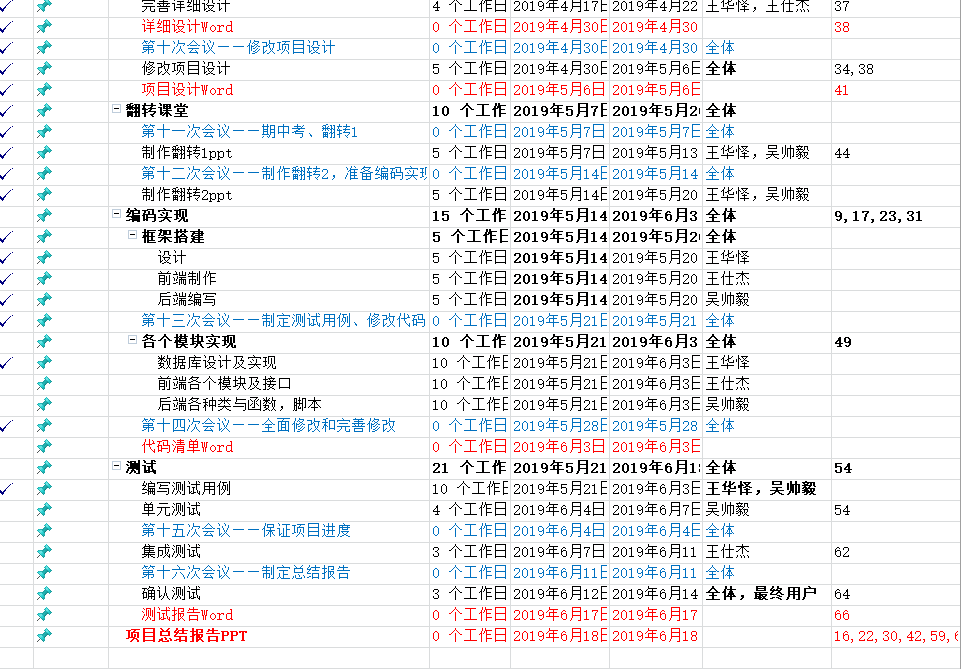 完善详细设计 4 个工作日 2019年4月17日 2019年4月22 王华怿，王仕杰 37
详细设计Word 0 个工作日 2019年4月30日 2019年4月30 38
第十次会议——修改项目设计 0 个工作日 2019年4月30日 2019年4月30 全体
修改项目设计 5 个工作日 2019年4月30日 2019年5月6日 全体 34,38
项目设计Word 0 个工作日 2019年5月6日 2019年5月6日 41
翻转课堂 10 个工作 2019年5月7日 2019年5月20 全体
第十一次会议——期中考、翻转1 0 个工作日 2019年5月7日 2019年5月7日 全体
制作翻转1ppt 5 个工作日 2019年5月7日 2019年5月13 王华怿，吴帅毅 44
第十二次会议——制作翻转2，准备编码实现 0 个工作日 2019年5月14日 2019年5月14 全体
制作翻转2ppt 5 个工作日 2019年5月14日 2019年5月20 王华怿，吴帅毅
编码实现 15 个工作 2019年5月14 2019年6月3 全体 9,17,23,31
框架搭建 5 个工作日 2019年5月14 2019年5月20 全体
设计 5 个工作日 2019年5月14 2019年5月20 王华怿
前端制作 5 个工作日 2019年5月14 2019年5月20 王仕杰
后端编写 5 个工作日 2019年5月14 2019年5月20 吴帅毅
第十三次会议——制定测试用例、修改代码 0 个工作日 2019年5月21日 2019年5月21 全体
各个模块实现 10 个工作 2019年5月21 2019年6月3 全体 49
数据库设计及实现 10 个工作日 2019年5月21日 2019年6月3日 王华怿
前端各个模块及接口 10 个工作日 2019年5月21日 2019年6月3日 王仕杰
后端各种类与函数，脚本 10 个工作日 2019年5月21日 2019年6月3日 吴帅毅
第十四次会议——全面修改和完善修改 0 个工作日 2019年5月28日 2019年5月28 全体
代码清单Word 0 个工作日 2019年6月3日 2019年6月3日
测试 21 个工作 2019年5月21 2019年6月18 全体 54
编写测试用例 10 个工作日 2019年5月21日 2019年6月3日 王华怿，吴帅毅
单元测试 4 个工作日 2019年6月4日 2019年6月7日 吴帅毅 54
第十五次会议——保证项目进度 0 个工作日 2019年6月4日 2019年6月4日 全体
集成测试 3 个工作日 2019年6月7日 2019年6月11 王仕杰 62
第十六次会议——制定总结报告 0 个工作日 2019年6月11日 2019年6月11 全体
确认测试 3 个工作日 2019年6月12日 2019年6月14 全体，最终用户 64
测试报告Word 0 个工作日 2019年6月17日 2019年6月17 66
项目总结报告PPT 0 个工作日 2019年6月18日 2019年6月18 16,22,30,42,59,6